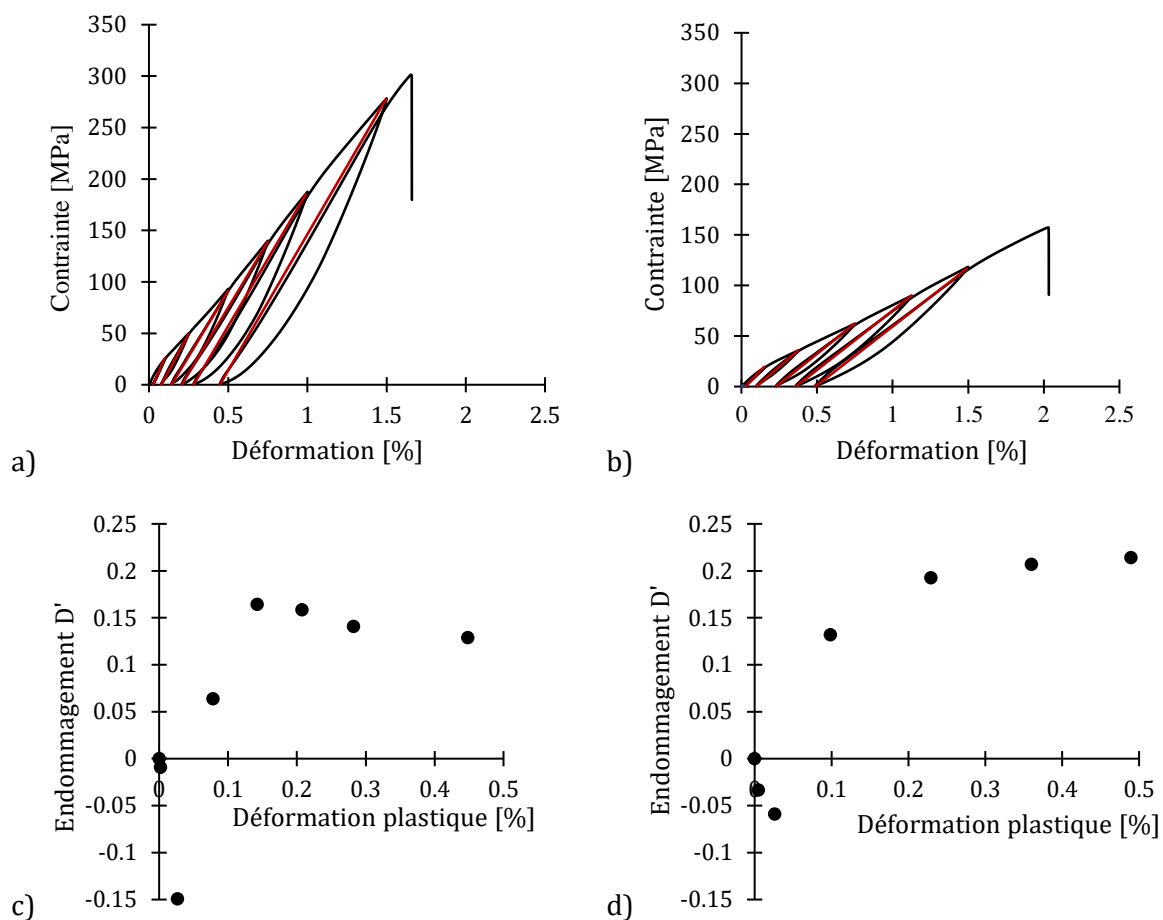 350
300
250
200
150
100
50
0
0 0.5 1 1.5 2 2.5
Contrainte [MPa]
Déformation [%]
a)
350
300
250
200
150
100
50
0
0 0.5 1 1.5 2 2.5
Contrainte [MPa]
Déformation [%]
b)
0.25
0.2
0.15
0.1
0.05
0
-0.05
-0.1
-0.15
0 0.1 0.2 0.3 0.4 0.5
Endommagement D'
Déformation plastique [%]
c)
0.25
0.2
0.15
0.1
0.05
0
-0.05
-0.1
-0.15
0 0.1 0.2 0.3 0.4 0.5
Endommagement D'
Déformation plastique [%]
d)